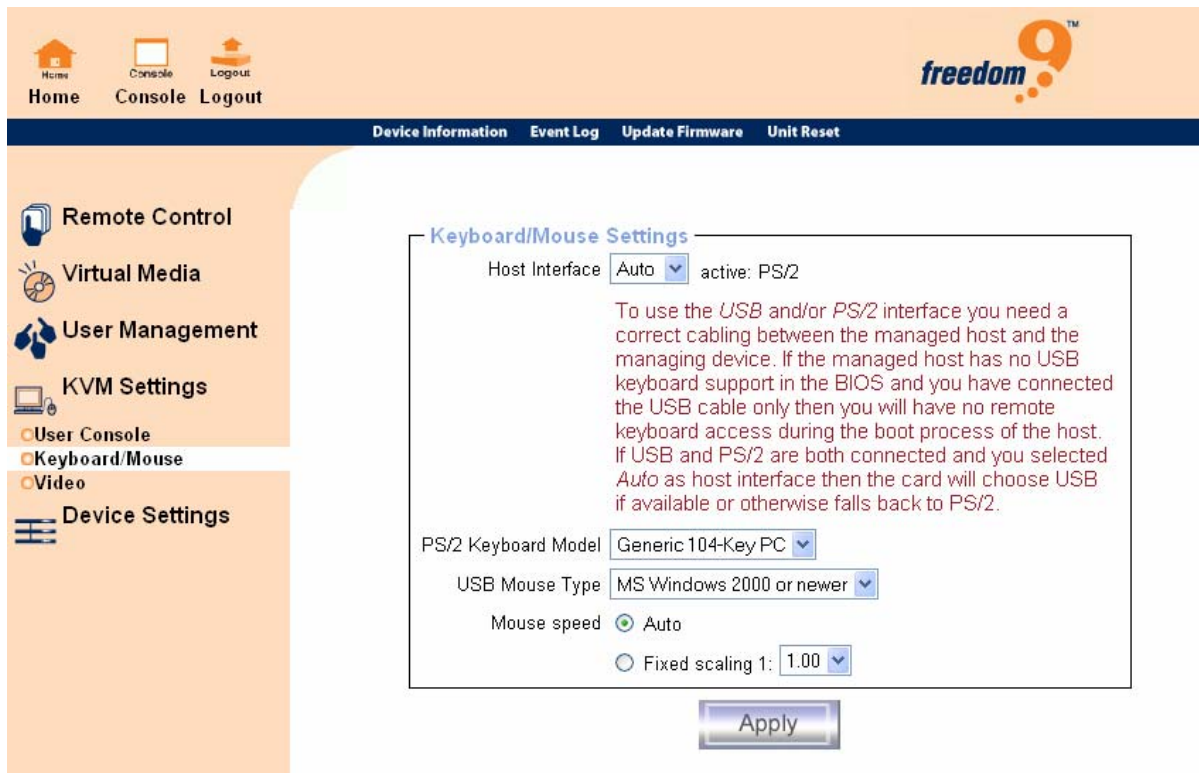 Home
Console
Logout
Home
Console
Logout
freedom9™
Device Information
Event Log
Update Firmware
Unit Reset
Remote Control
Virtual Media
User Management
KVM Settings
User Console
Keyboard/Mouse
Video
Device Settings
Keyboard/Mouse Settings
Host Interface Auto active: PS/2
To use the USB and/or PS/2 interface you need a
correct cabling between the managed host and the
managing device. If the managed host has no USB
keyboard support in the BIOS and you have connected
the USB cable only then you will have no remote
keyboard access during the boot process of the host.
If USB and PS/2 are both connected and you selected
Auto as host interface then the card will choose USB
if available or otherwise falls back to PS/2.
PS/2 Keyboard Model Generic 104-Key PC
USB Mouse Type MS Windows 2000 or newer
Mouse speed Auto
Fixed scaling 1: 1.00
Apply